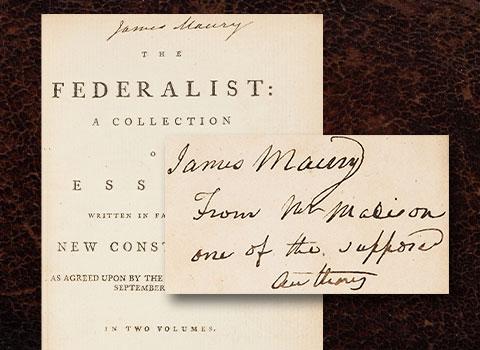 James Maury
THE
FEDERALIST:
A COLLECTION
O
ESS
WRITTEN IN FA
NEW CONST
AS AGREED UPON BY THE
SEPTEMBER
IN TWO VOLUMES.
James Maury
From Mr Madison
one of the supposed
Authors